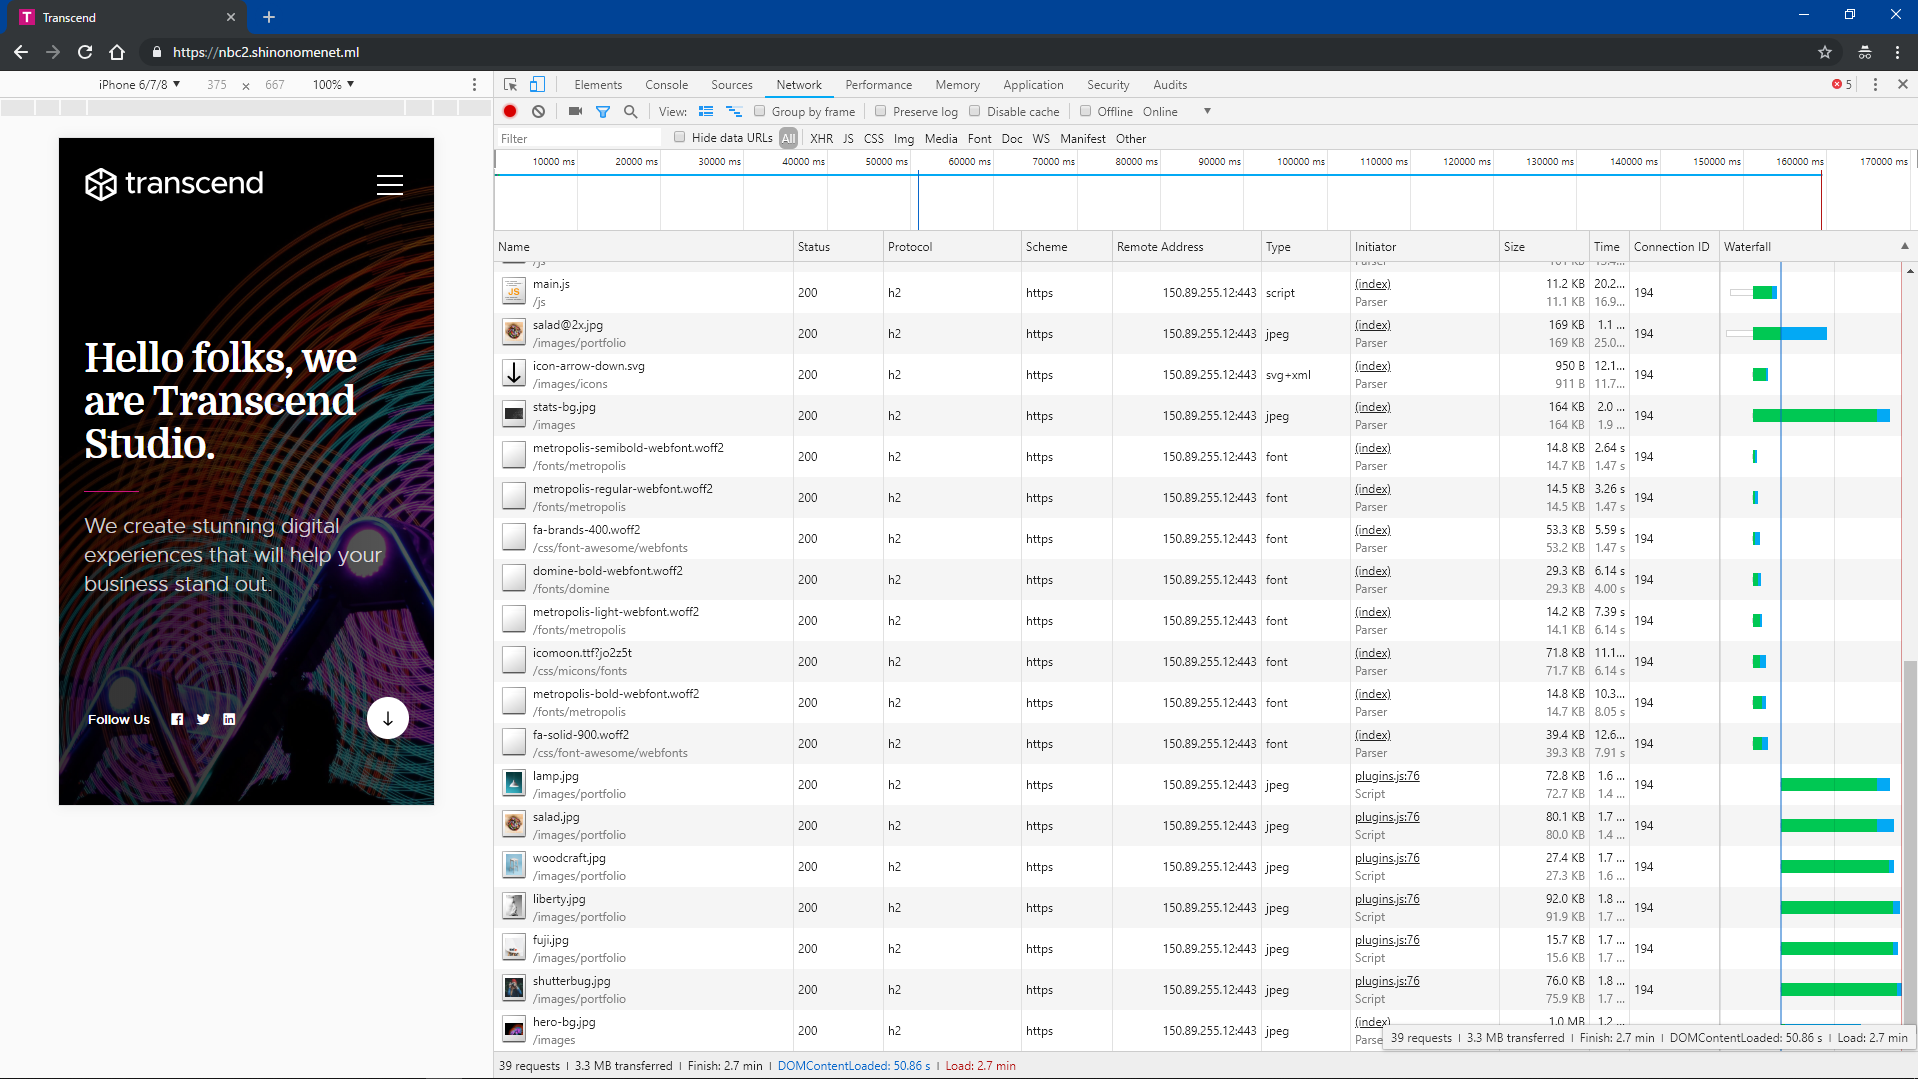 Transcend
https://nbc2.shinonomenet.ml
iPhone 6/7/8 ▼ 375 × 667 100% ▼
Elements Console Sources Network Performance Memory Application Security Audits 5
View: Group by frame Preserve log Disable cache Offline Online ▼
Filter Hide data URLs All XHR JS CSS Img Media Font Doc WS Manifest Other
10000 ms 20000 ms 30000 ms 40000 ms 50000 ms 60000 ms 70000 ms 80000 ms 90000 ms 100000 ms 110000 ms 120000 ms 130000 ms 140000 ms 150000 ms 160000 ms 170000 ms
transcend
Hello folks, we
are Transcend
Studio.
We create stunning digital
experiences that will help your
business stand out.
Follow Us
Name Status Protocol Scheme Remote Address Type Initiator Size Time Connection ID Waterfall
/js Parser
main.js 200 h2 https 150.89.255.12:443 script (index) 11.2 KB 20.2... 194
/js Parser 11.1 KB 16.9...
salad@2x.jpg 200 h2 https 150.89.255.12:443 jpeg (index) 169 KB 1.1 ... 194
/images/portfolio Parser 169 KB 25.0...
icon-arrow-down.svg 200 h2 https 150.89.255.12:443 svg+xml (index) 950 B 12.1... 194
/images/icons Parser 911 B 11.7...
stats-bg.jpg 200 h2 https 150.89.255.12:443 jpeg (index) 164 KB 2.0 ... 194
/images Parser 164 KB 1.9 ...
metropolis-semibold-webfont.woff2 200 h2 https 150.89.255.12:443 font (index) 14.8 KB 2.64 s 194
/fonts/metropolis Parser 14.7 KB 1.47 s
metropolis-regular-webfont.woff2 200 h2 https 150.89.255.12:443 font (index) 14.5 KB 3.26 s 194
/fonts/metropolis Parser 14.5 KB 1.47 s
fa-brands-400.woff2 200 h2 https 150.89.255.12:443 font (index) 53.3 KB 5.59 s 194
/css/font-awesome/webfonts Parser 53.2 KB 1.47 s
domine-bold-webfont.woff2 200 h2 https 150.89.255.12:443 font (index) 29.3 KB 6.14 s 194
/fonts/domine Parser 29.3 KB 4.00 s
metropolis-light-webfont.woff2 200 h2 https 150.89.255.12:443 font (index) 14.2 KB 7.39 s 194
/fonts/metropolis Parser 14.1 KB 6.14 s
icomoon.ttf?jo2z5t 200 h2 https 150.89.255.12:443 font (index) 71.8 KB 11.1... 194
/css/micons/fonts Parser 71.7 KB 6.14 s
metropolis-bold-webfont.woff2 200 h2 https 150.89.255.12:443 font (index) 14.8 KB 10.3... 194
/fonts/metropolis Parser 14.7 KB 8.05 s
fa-solid-900.woff2 200 h2 https 150.89.255.12:443 font (index) 39.4 KB 12.6... 194
/css/font-awesome/webfonts Parser 39.3 KB 7.91 s
lamp.jpg 200 h2 https 150.89.255.12:443 jpeg plugins.js:76 72.8 KB 1.6 ... 194
/images/portfolio Script 72.7 KB 1.4 ...
salad.jpg 200 h2 https 150.89.255.12:443 jpeg plugins.js:76 80.1 KB 1.7 ... 194
/images/portfolio Script 80.0 KB 1.4 ...
woodcraft.jpg 200 h2 https 150.89.255.12:443 jpeg plugins.js:76 27.4 KB 1.7 ... 194
/images/portfolio Script 27.3 KB 1.6 ...
liberty.jpg 200 h2 https 150.89.255.12:443 jpeg plugins.js:76 92.0 KB 1.8 ... 194
/images/portfolio Script 91.9 KB 1.7 ...
fuji.jpg 200 h2 https 150.89.255.12:443 jpeg plugins.js:76 15.7 KB 1.7 ... 194
/images/portfolio Script 15.6 KB 1.7 ...
shutterbug.jpg 200 h2 https 150.89.255.12:443 jpeg plugins.js:76 76.0 KB 1.8 ... 194
/images/portfolio Script 75.9 KB 1.7 ...
hero-bg.jpg 200 h2 https 150.89.255.12:443 jpeg (index) 1.0 MB 1.2 ...
/images Parse
39 requests | 3.3 MB transferred | Finish: 2.7 min | DOMContentLoaded: 50.86 s | Load: 2.7 min
39 requests | 3.3 MB transferred | Finish: 2.7 min | DOMContentLoaded: 50.86 s | Load: 2.7 min